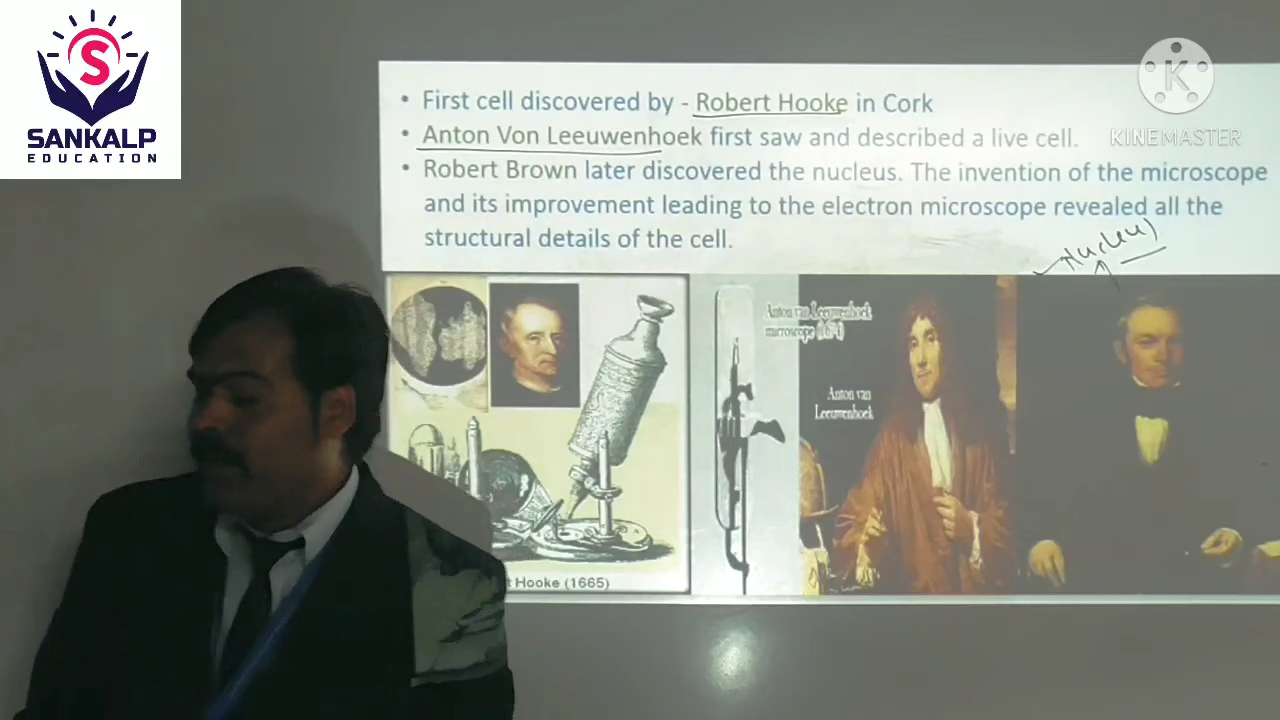 S
SANKALP
EDUCATION
K
KINEMASTER
• First cell discovered by - Robert Hooke in Cork
• Anton Von Leeuwenhoek first saw and described a live cell.
• Robert Brown later discovered the nucleus. The invention of the microscope
and its improvement leading to the electron microscope revealed all the
structural details of the cell.
Nucleus
Anton van Leeuwenhoek
microscope (1674)
Anton van
Leeuwenhoek
t Hooke (1665)